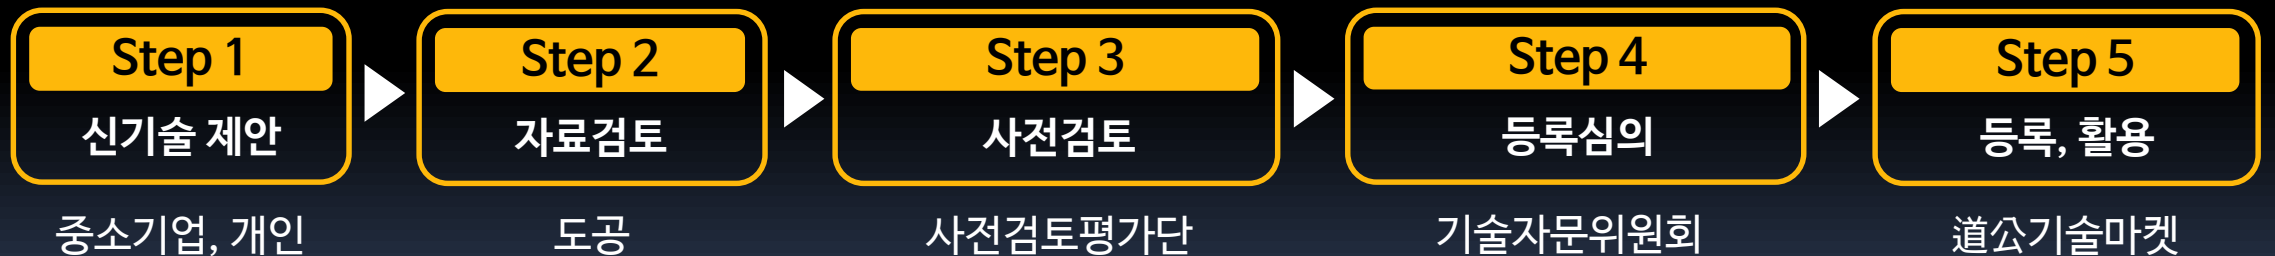 Step 1
신기술 제안
중소기업, 개인
Step 2
자료검토
도공
Step 3
사전검토
사전검토평가단
Step 4
등록심의
기술자문위원회
Step 5
등록, 활용
道公기술마켓